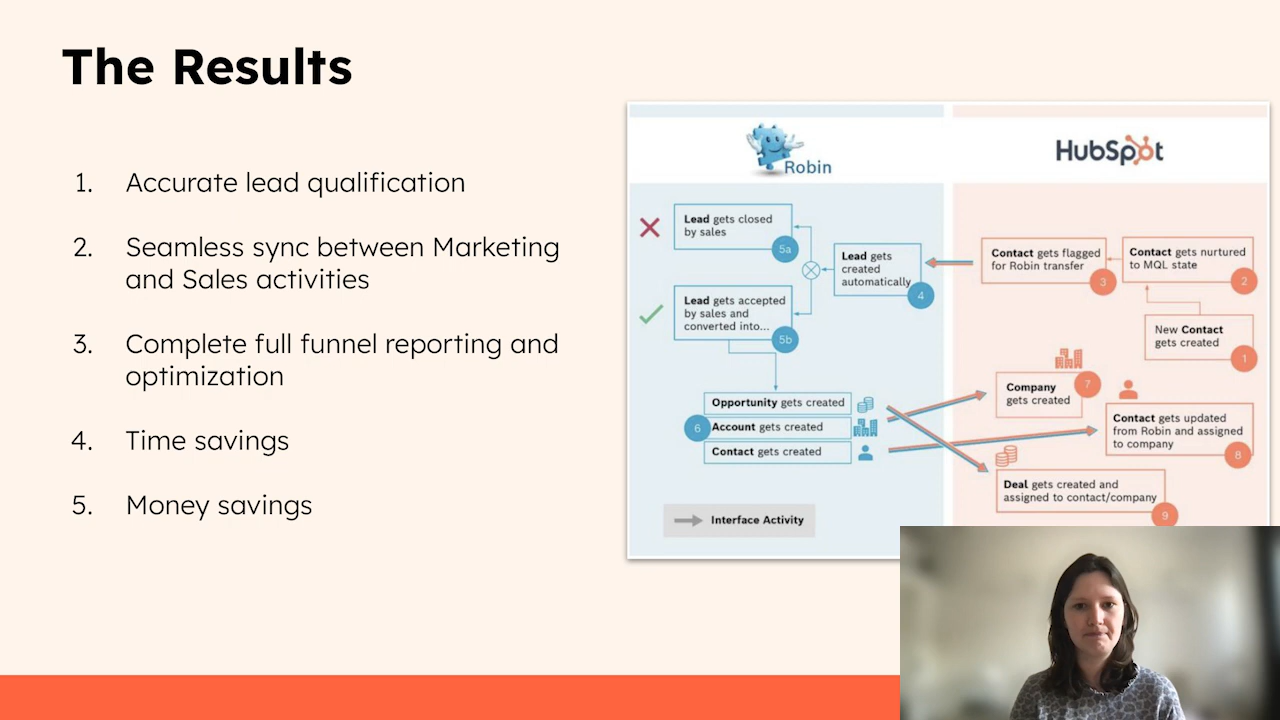 The Results
1. Accurate lead qualification
2. Seamless sync between Marketing
and Sales activities
3. Complete full funnel reporting and
optimization
4. Time savings
5. Money savings
Robin
HubSpot
Lead gets closed
by sales
5a
Lead gets
created
automatically
4
Contact gets flagged
for Robin transfer
3
Contact gets nurtured
to MQL state
2
Lead gets accepted
by sales and
converted into...
5b
New Contact
gets created
1
Company
gets created
7
Opportunity gets created
6
Account gets created
Contact gets created
Contact gets updated
from Robin and assigned
to company
8
Deal gets created and
assigned to contact/company
9
Interface Activity